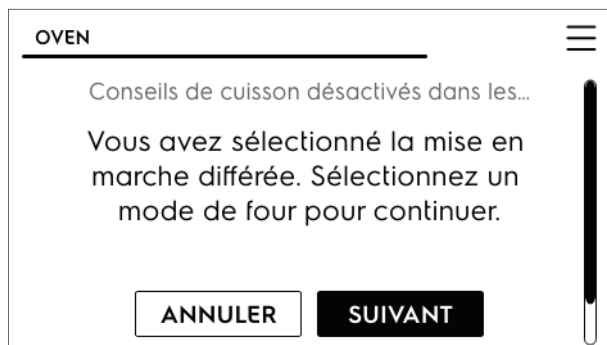 OVEN
Conseils de cuisson désactivés dans les...
Vous avez sélectionné la mise en
marche différée. Sélectionnez un
mode de four pour continuer.
ANNULER SUIVANT